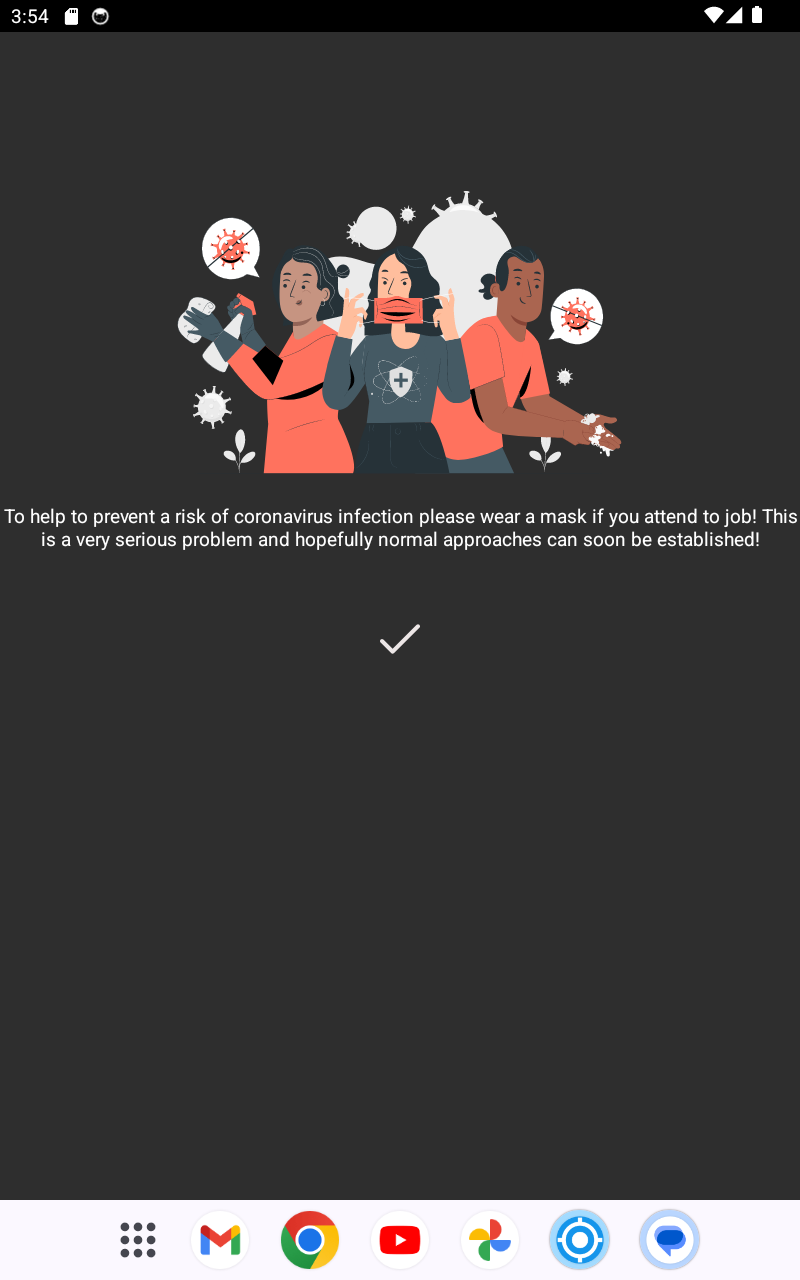 3:54
To help to prevent a risk of coronavirus infection please wear a mask if you attend to job! This
is a very serious problem and hopefully normal approaches can soon be established!